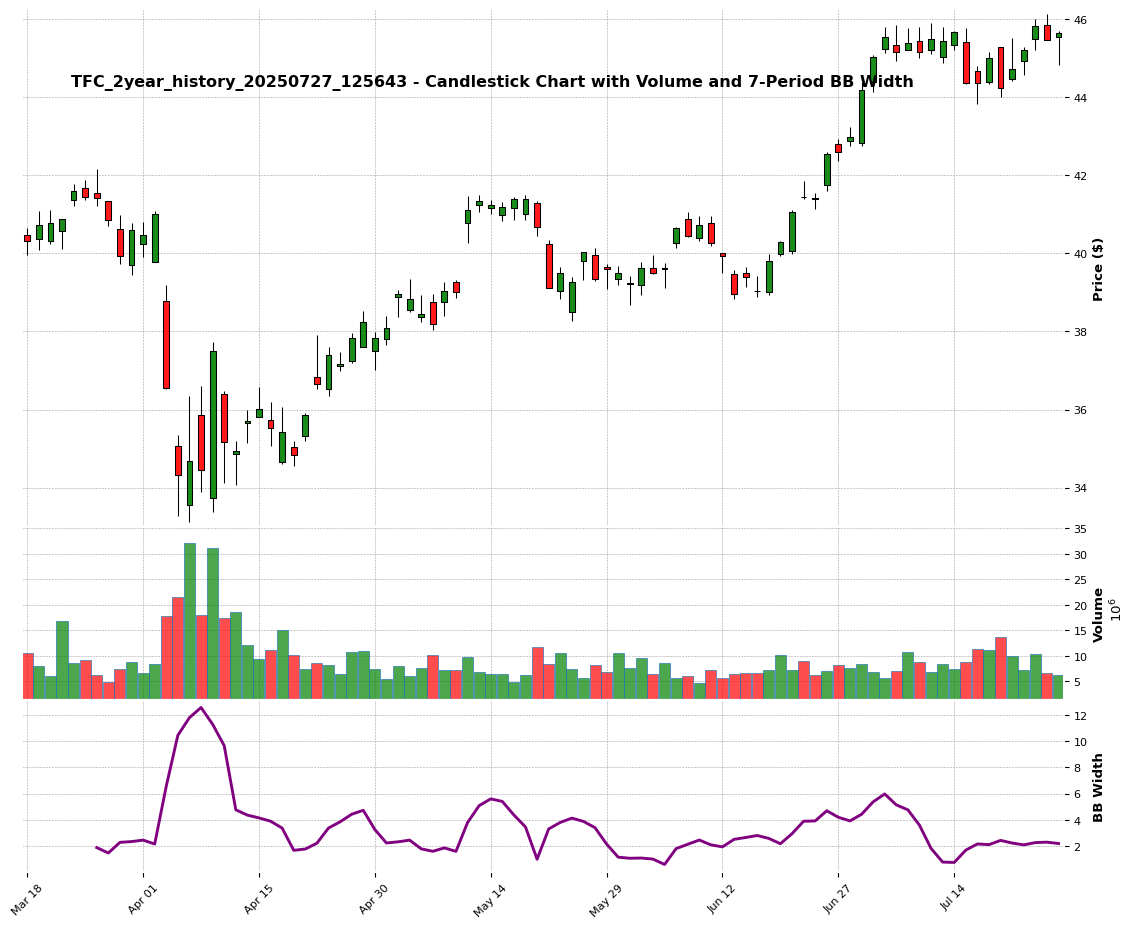 TFC_2year_history_20250727_125643 - Candlestick Chart with Volume and 7-Period BB Width
46
44
42
40
38
36
34
Price ($)
35
30
25
20
15
10
5
Volume
10^6
12
10
8
6
4
2
BB Width
Mar 18
Apr 01
Apr 15
Apr 30
May 14
May 29
Jun 12
Jun 27
Jul 14